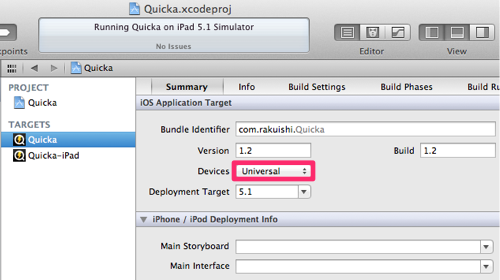 Quicka.xcodeproj
Running Quicka on iPad 5.1 Simulator
No Issues
kpoints
Editor
View
Quicka
PROJECT
Quicka
TARGETS
Quicka
Quicka-iPad
Summary Info Build Settings Build Phases Build Ru
iOS Application Target
Bundle Identifier com.rakuishi.Quicka
Version 1.2 Build 1.2
Devices Universal
Deployment Target 5.1
iPhone / iPod Deployment Info
Main Storyboard
Main Interface